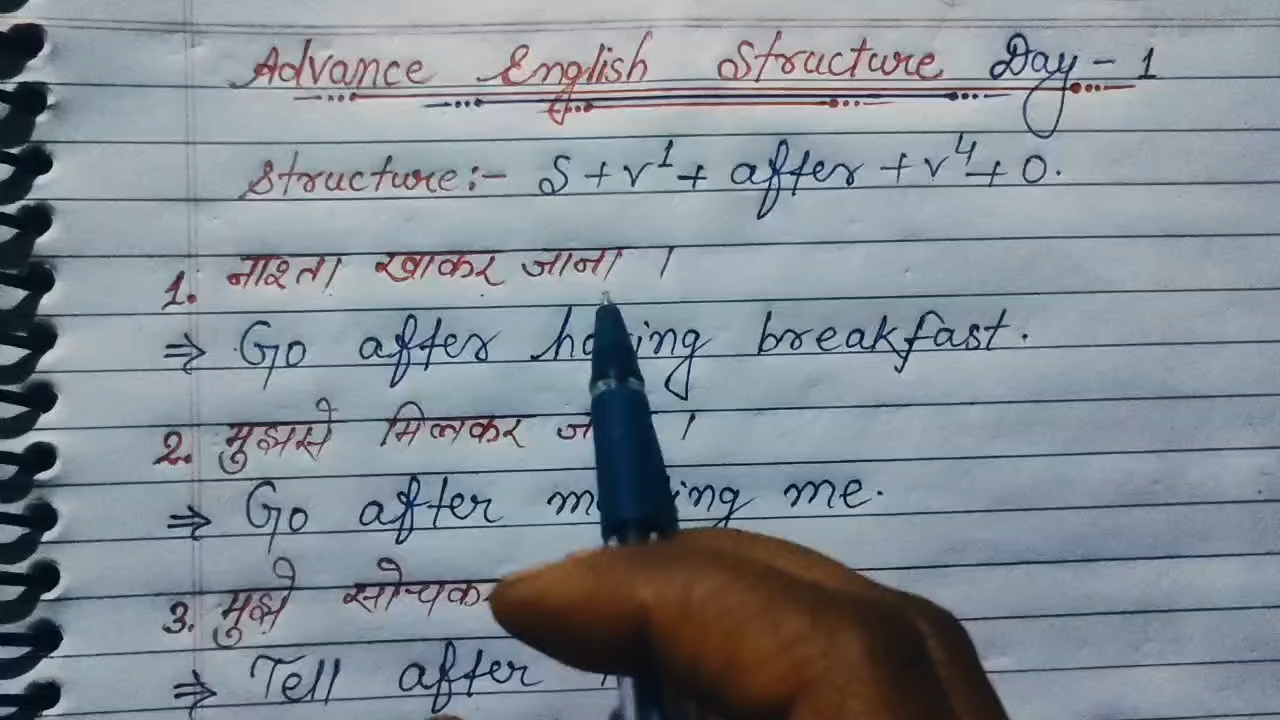 Advance English Structure Day - 1
Structure:- S + v¹ + after + v⁴ + O.
1. नाश्ता खाकर जाना ।
⇒ Go after having breakfast.
2. मुझसे मिलकर ।
⇒ Go after me.
3. मुझे
⇒ Tell after